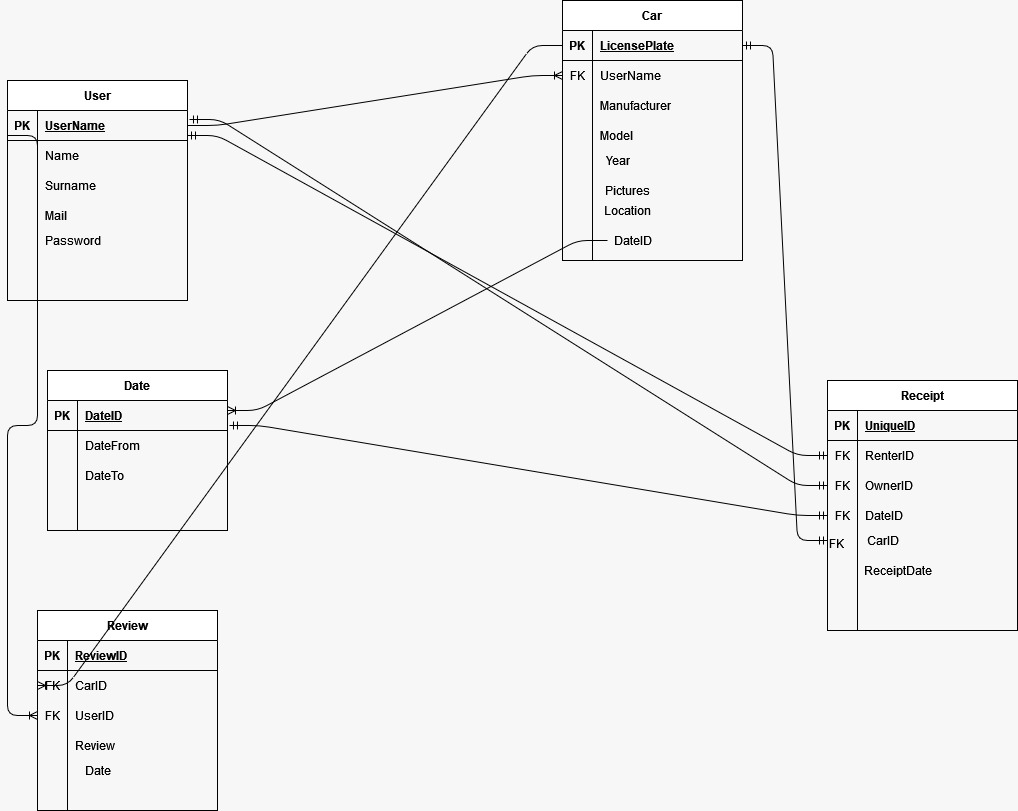 Car
PK LicensePlate
FK UserName
Manufacturer
Model
Year
Pictures
Location
DateID
User
PK UserName
Name
Surname
Mail
Password
Date
PK DateID
DateFrom
DateTo
Receipt
PK UniqueID
FK RenterID
FK OwnerID
FK DateID
FK CarID
ReceiptDate
Review
PK ReviewID
FK CarID
FK UserID
Review
Date